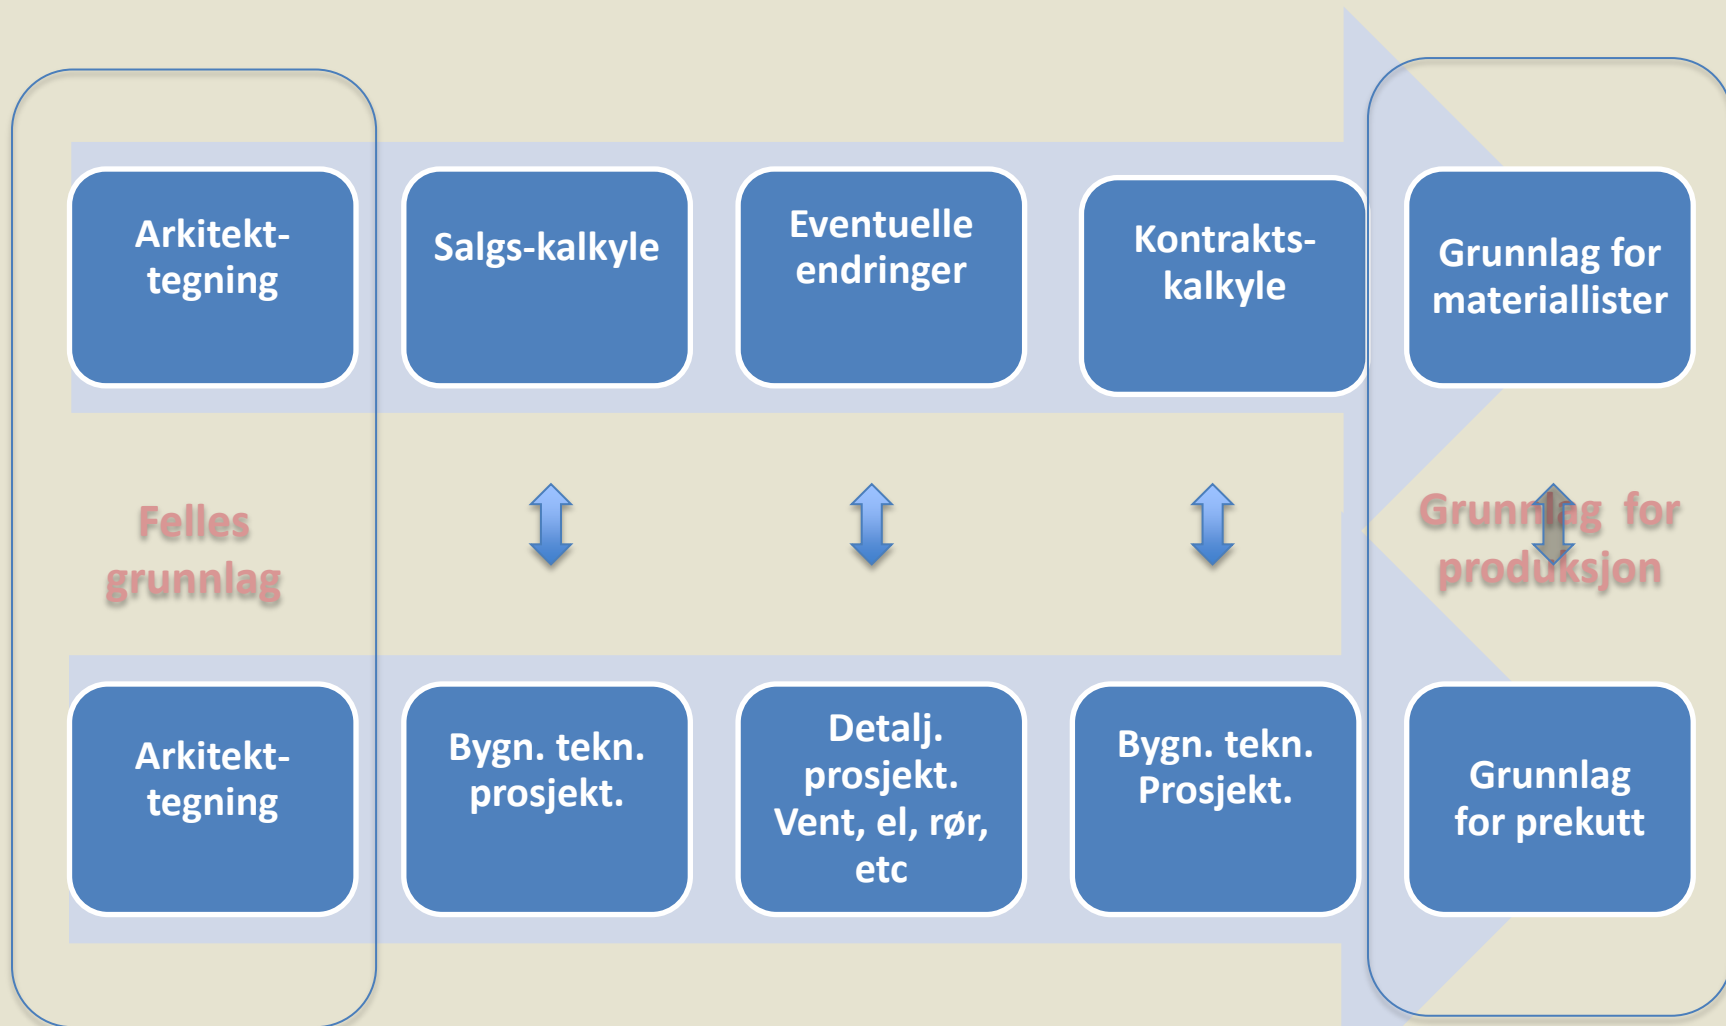 Arkitekt-
tegning
Salgs-kalkyle
Eventuelle
endringer
Kontrakts-
kalkyle
Grunnlag for
materiallister
Felles
grunnlag
Grunnlag for
produksjon
Arkitekt-
tegning
Bygn. tekn.
prosjekt.
Detalj.
prosjekt.
Vent, el, rør,
etc
Bygn. tekn.
Prosjekt.
Grunnlag
for prekutt